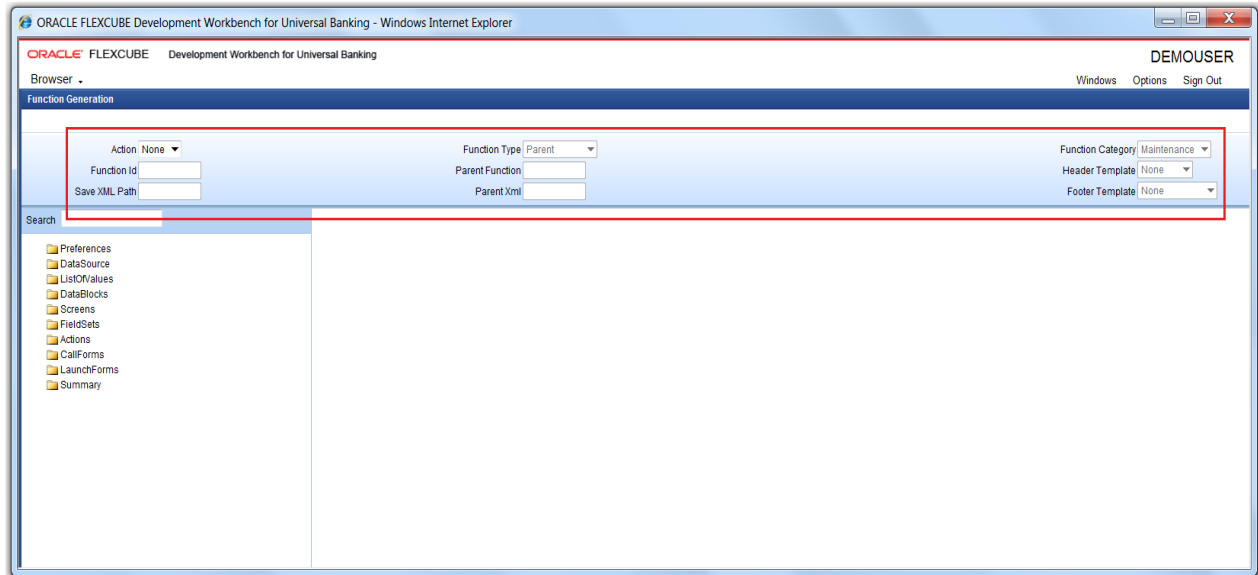 ORACLE FLEXCUBE Development Workbench for Universal Banking - Windows Internet Explorer
ORACLE FLEXCUBE Development Workbench for Universal Banking DEMOUSER
Browser Windows Options Sign Out
Function Generation
Action None Function Type Parent Function Category Maintenance
Function Id Parent Function Header Template None
Save XML Path Parent Xml Footer Template None
Search
Preferences
DataSource
ListOfValues
DataBlocks
Screens
FieldSets
Actions
CallForms
LaunchForms
Summary